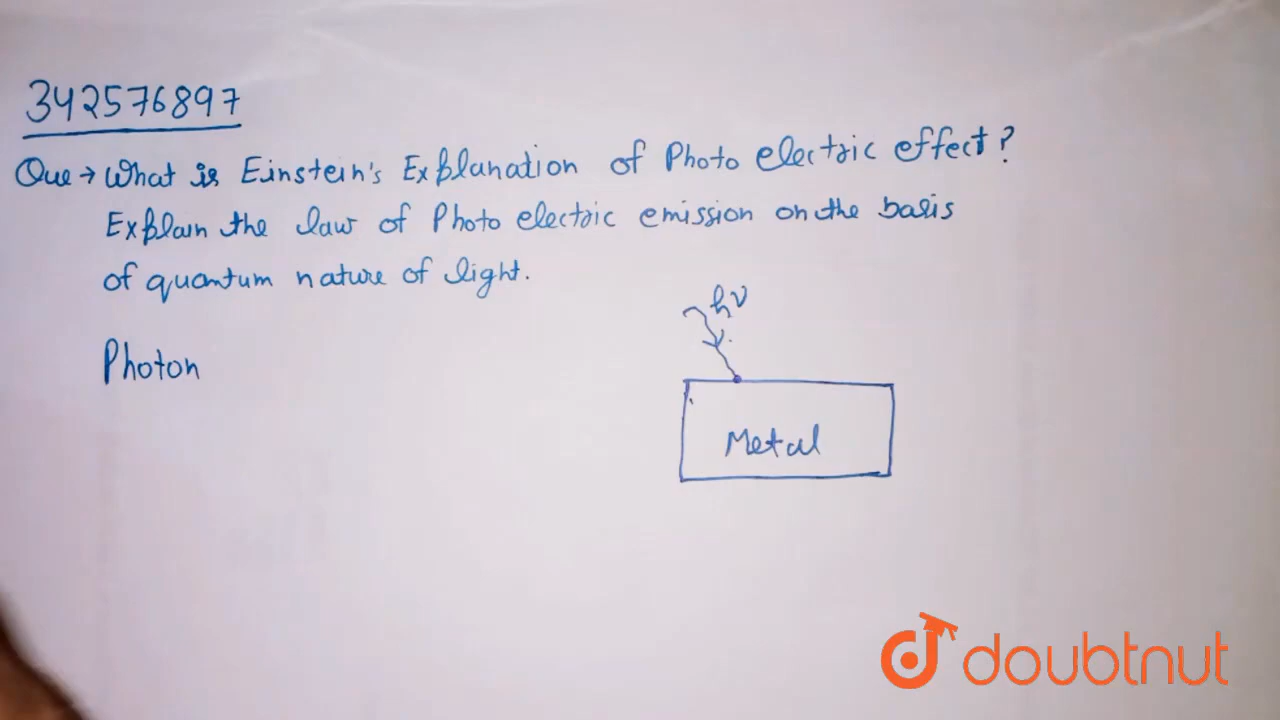 342576897
Que → What is Einstein's Explanation of Photo electric effect?
Explain the law of Photo electric emission on the basis
of quantum nature of light.
hν
Photon
Metal
doubtnut